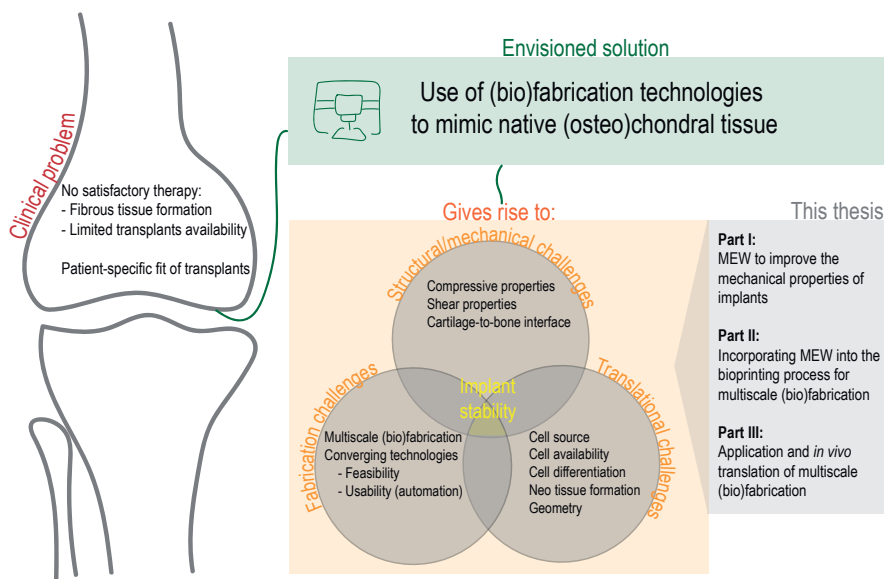 Clinical problem
No satisfactory therapy:
- Fibrous tissue formation
- Limited transplants availability
Patient-specific fit of transplants
Envisioned solution
Use of (bio)fabrication technologies
to mimic native (osteo)chondral tissue
Gives rise to:
Structural/mechanical challenges
Compressive properties
Shear properties
Cartilage-to-bone interface
Implant
stability
Fabrication challenges
Multiscale (bio)fabrication
Converging technologies
- Feasibility
- Usability (automation)
Translational challenges
Cell source
Cell availability
Cell differentiation
Neo tissue formation
Geometry
This thesis
Part I:
MEW to improve the
mechanical properties of
implants
Part II:
Incorporating MEW into the
bioprinting process for
multiscale (bio)fabrication
Part III:
Application and in vivo
translation of multiscale
(bio)fabrication